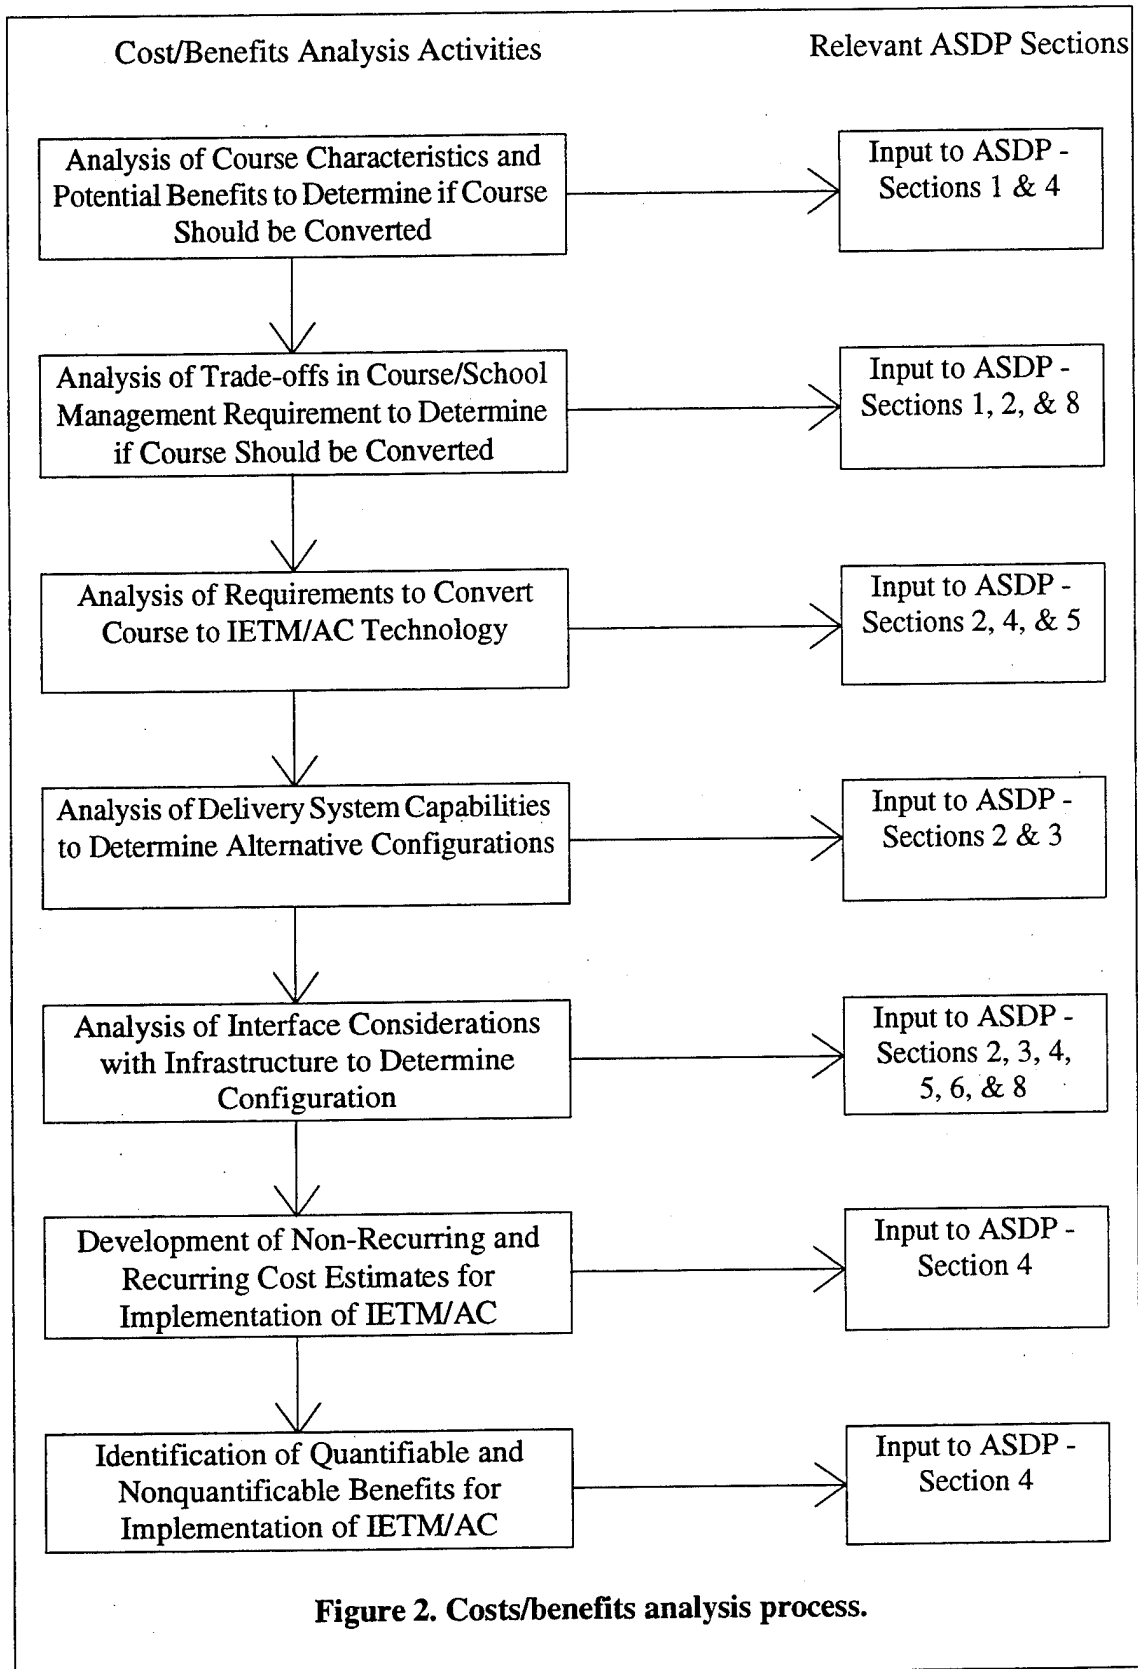 Cost/Benefits Analysis Activities
Relevant ASDP Sections
Analysis of Course Characteristics and
Potential Benefits to Determine if Course
Should be Converted
Input to ASDP -
Sections 1 & 4
Analysis of Trade-offs in Course/School
Management Requirement to Determine
if Course Should be Converted
Input to ASDP -
Sections 1, 2, & 8
Analysis of Requirements to Convert
Course to IETM/AC Technology
Input to ASDP -
Sections 2, 4, & 5
Analysis of Delivery System Capabilities
to Determine Alternative Configurations
Input to ASDP -
Sections 2 & 3
Analysis of Interface Considerations
with Infrastructure to Determine
Configuration
Input to ASDP -
Sections 2, 3, 4,
5, 6, & 8
Development of Non-Recurring and
Recurring Cost Estimates for
Implementation of IETM/AC
Input to ASDP -
Section 4
Identification of Quantifiable and
Nonquantificable Benefits for
Implementation of IETM/AC
Input to ASDP -
Section 4
Figure 2. Costs/benefits analysis process.